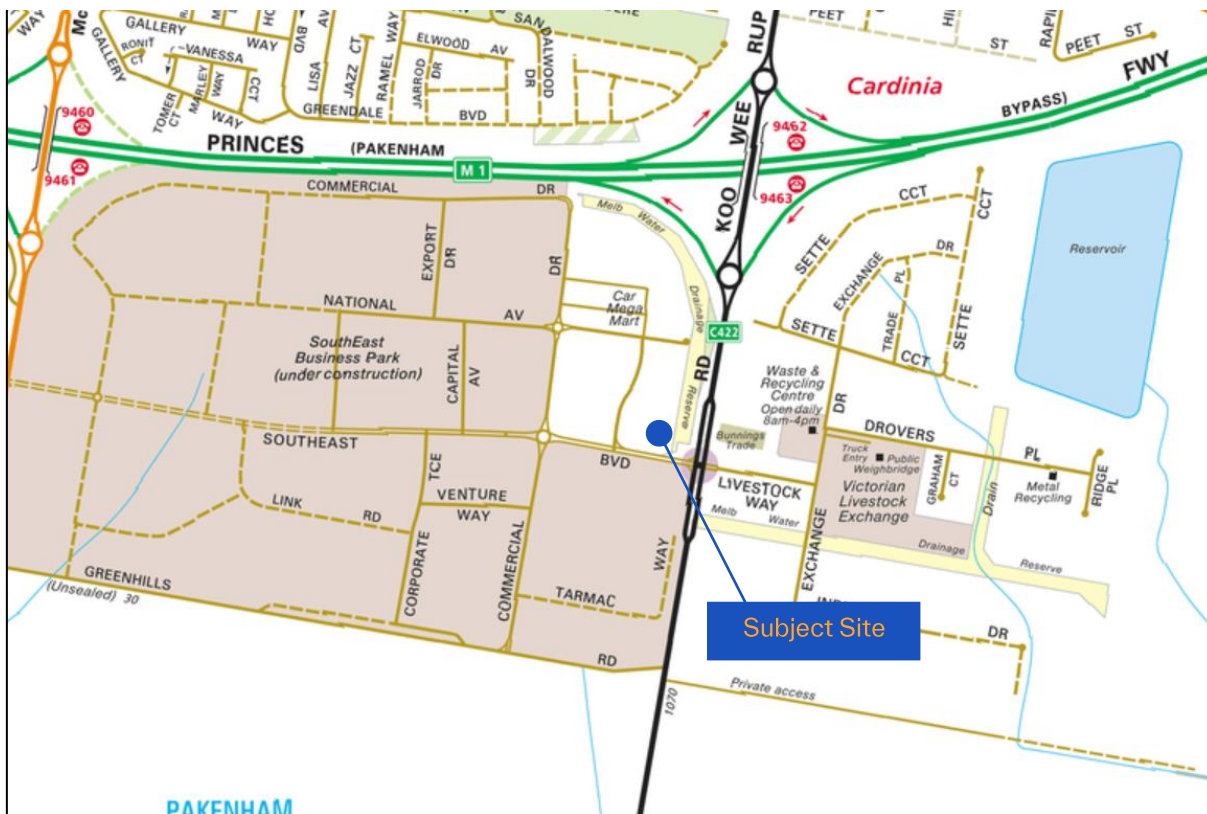 GALLERY
WAY
RONIT
CT
VANESSA
GALLERY
TOMER
CT
MARLEY
WAY
WAY
CCT
BVD
LISA
AV
JAZZ CT
RAMEL
WAY
ELWOOD
AV
JARROD
DR
SANDALWOOD
DR
GREENDALE
BVD
KOO
WEE
RUP
RD
PEET
ST
PEET
ST
Cardinia
FWY
BYPASS)
9460
9461
9462
9463
PRINCES
(PAKENHAM
M 1
COMMERCIAL
DR
Melb
Water
Drainage
Reserve
EXPORT
DR
DR
NATIONAL
AV
Car
Mega
Mart
C422
SouthEast
Business Park
(under construction)
CAPITAL
AV
SETTE
CCT
CCT
SETTE
EXCHANGE
DR
TRADE
PL
SETTE
CCT
Reservoir
Waste &
Recycling
Centre
Open daily
8am-4pm
DR
Bunnings
Trade
DROVERS
PL
Truck
Entry
Public
Weighbridge
GRAHAM
CT
Drain
Metal
Recycling
RIDGE
PL
Victorian
Livestock
Exchange
SOUTHEAST
BVD
LIVESTOCK
WAY
TCE
VENTURE
WAY
LINK
RD
CORPORATE
COMMERCIAL
Melb
Water
Drainage
Reserve
EXCHANGE
WAY
TARMAC
GREENHILLS
(Unsealed) 30
RD
Subject Site
DR
Private access
1070
PAKENHAM